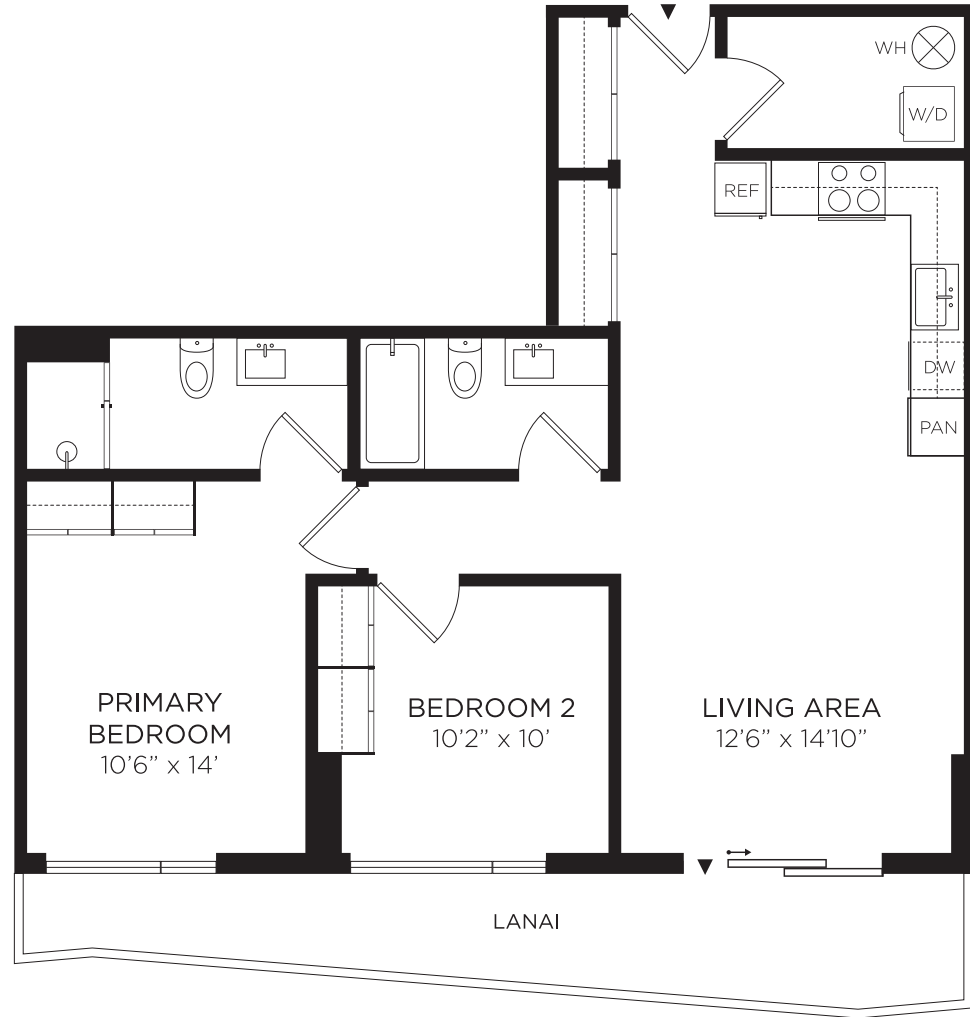 WH
W/D
REF
DW
PAN
PRIMARY
BEDROOM
10’6” x 14’
BEDROOM 2
10’2” x 10’
LIVING AREA
12’6” x 14’10”
LANAI